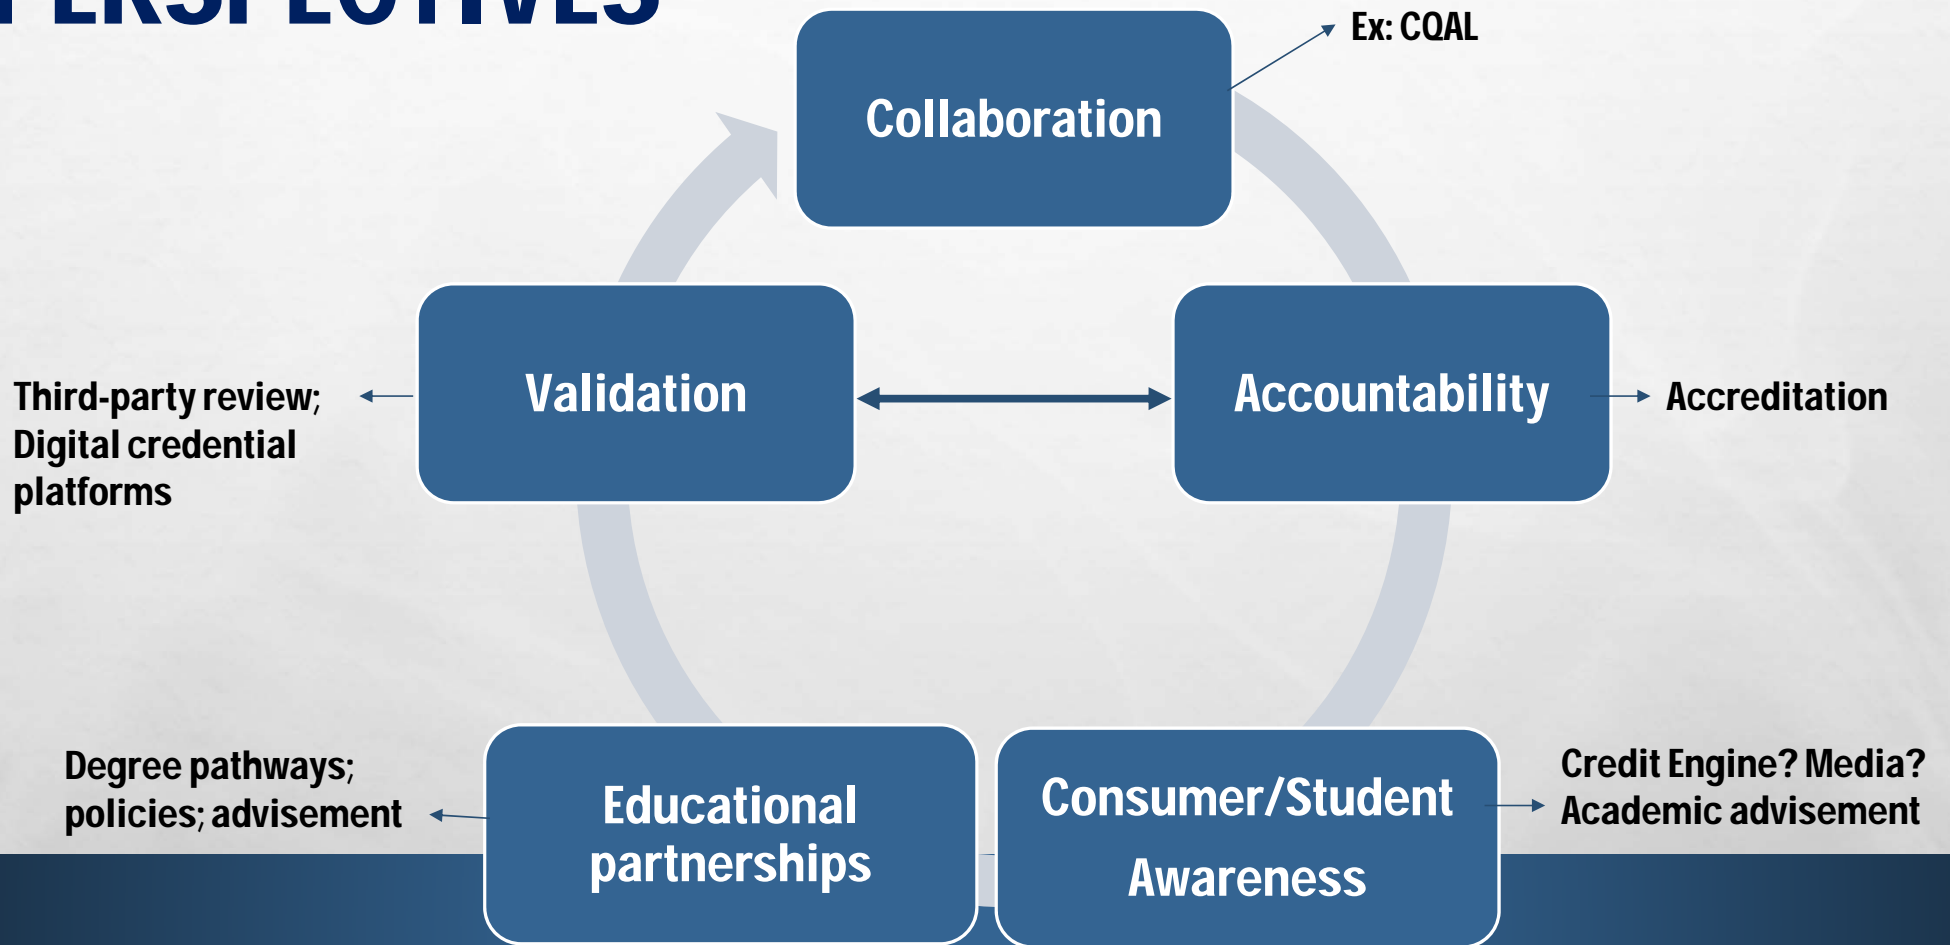 PERSPECTIVES
Ex: CQAL
Collaboration
Validation
Accountability
Third-party review;
Digital credential
platforms
Accreditation
Degree pathways;
policies; advisement
Educational
partnerships
Consumer/Student
Awareness
Credit Engine? Media?
Academic advisement